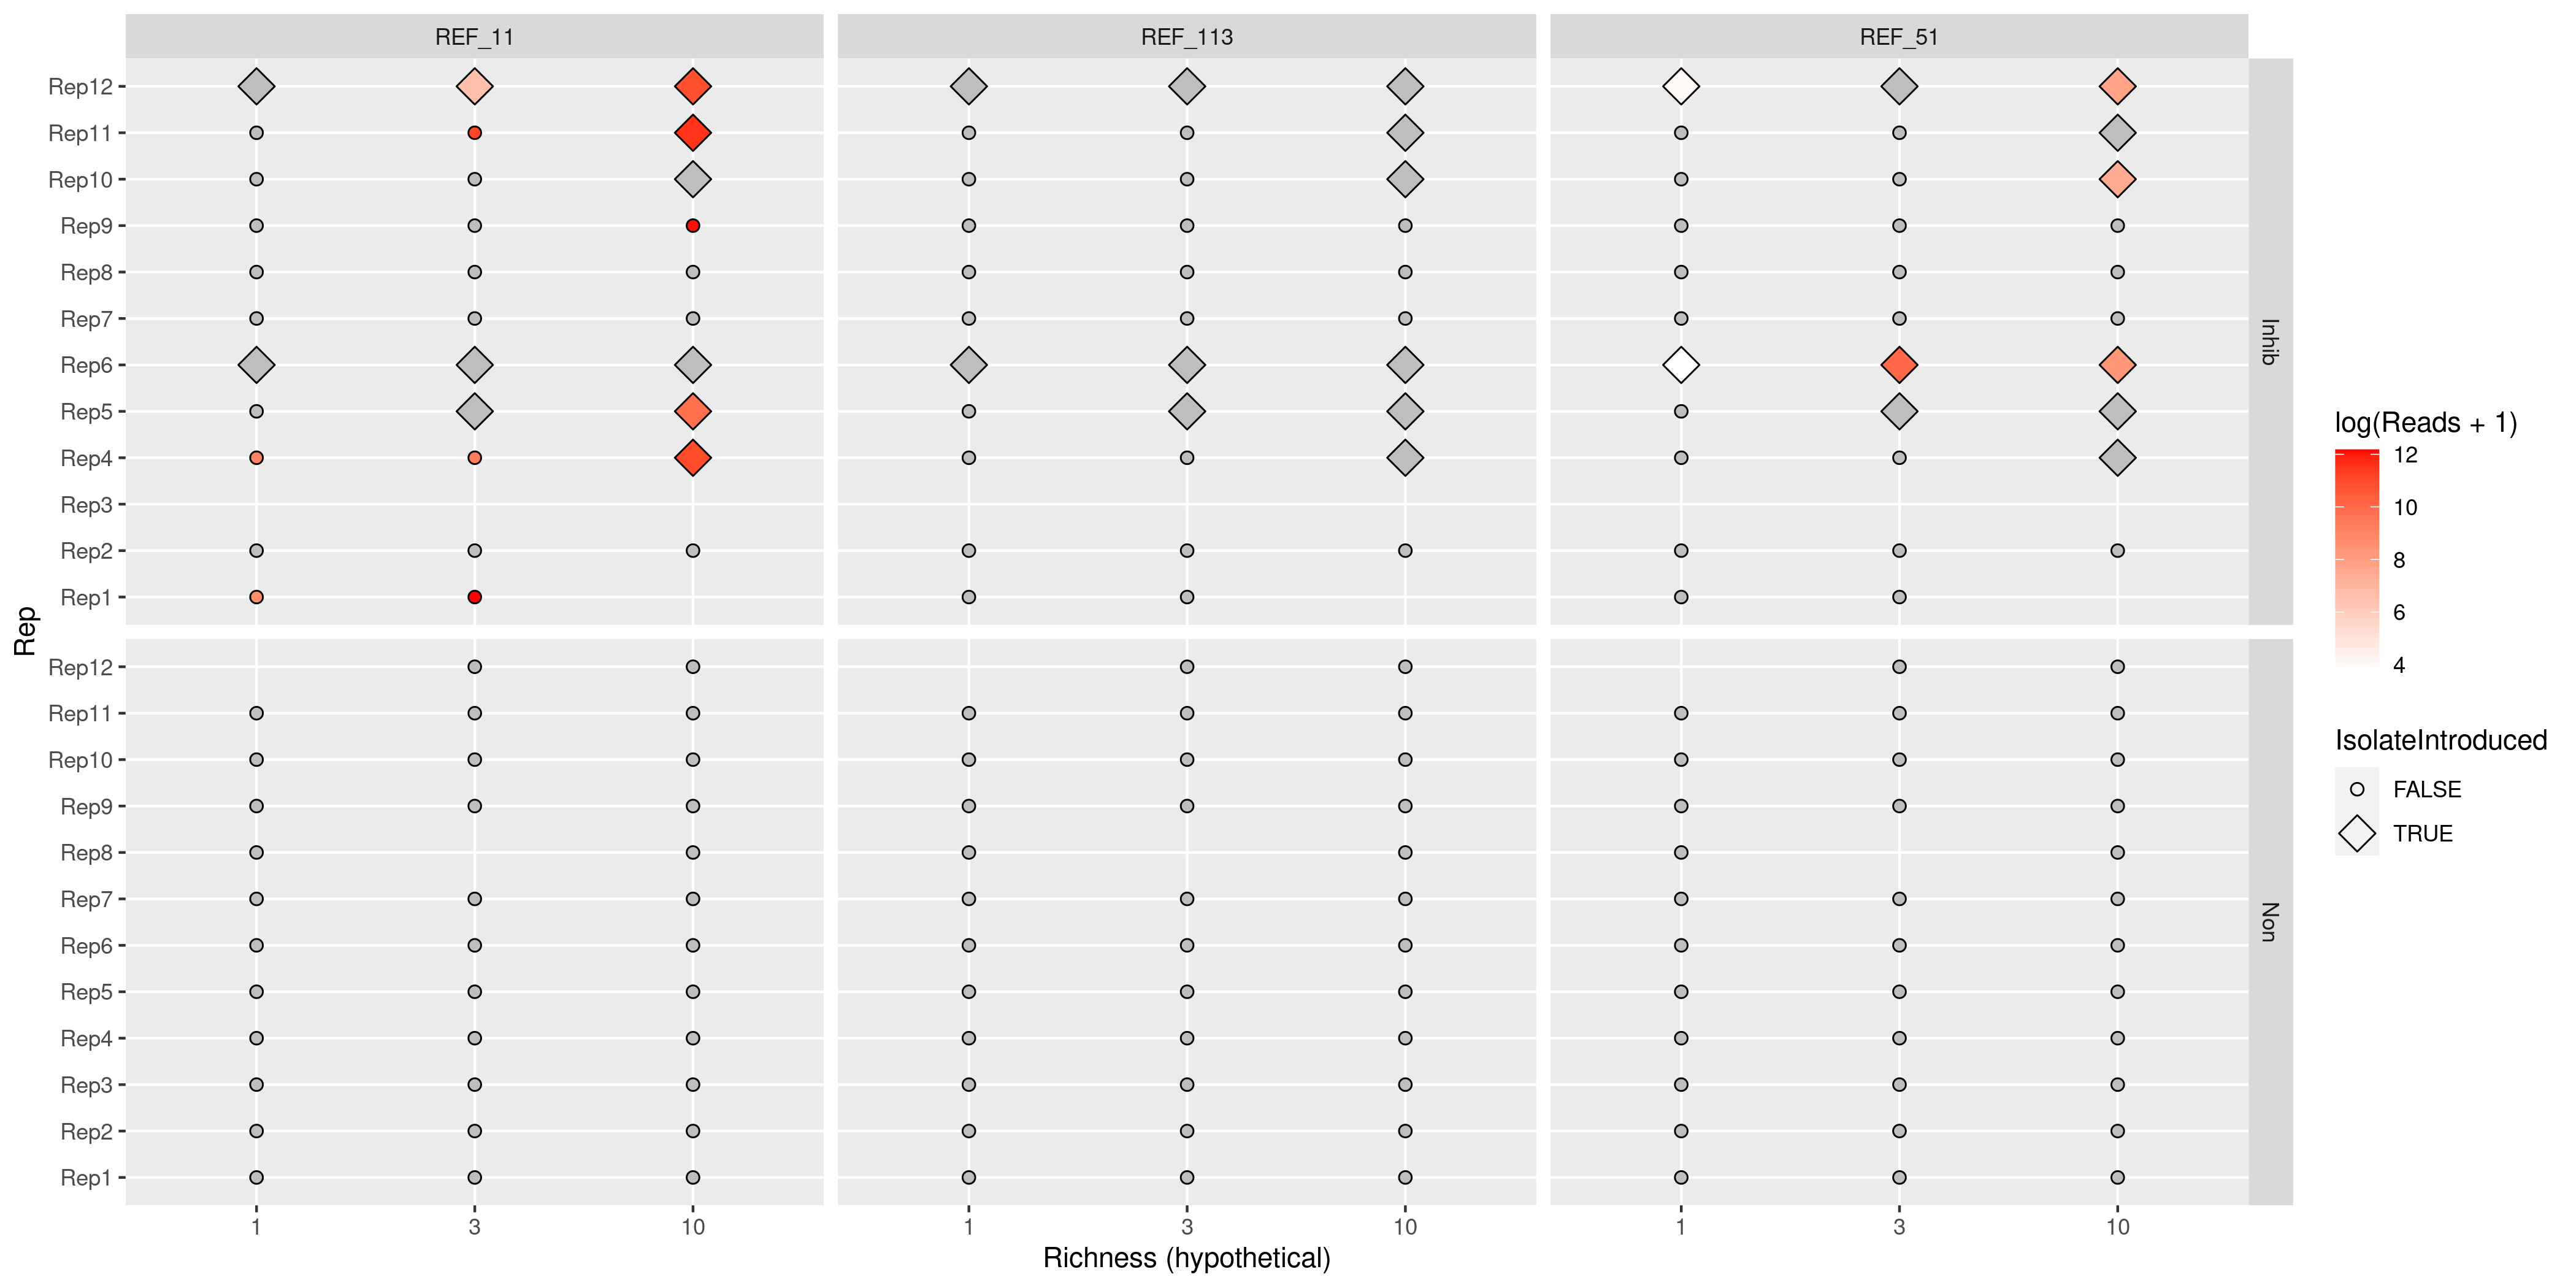 REF_11 REF_113 REF_51
Rep12
Rep11
Rep10
Rep9
Rep8
Rep7
Rep6
Rep5
Rep4
Rep3
Rep2
Rep1
Inhib
Rep12
Rep11
Rep10
Rep9
Rep8
Rep7
Rep6
Rep5
Rep4
Rep3
Rep2
Rep1
Non
Rep
1 3 10 1 3 10 1 3 10
Richness (hypothetical)
log(Reads + 1)
12
10
8
6
4
IsolateIntroduced
FALSE
TRUE